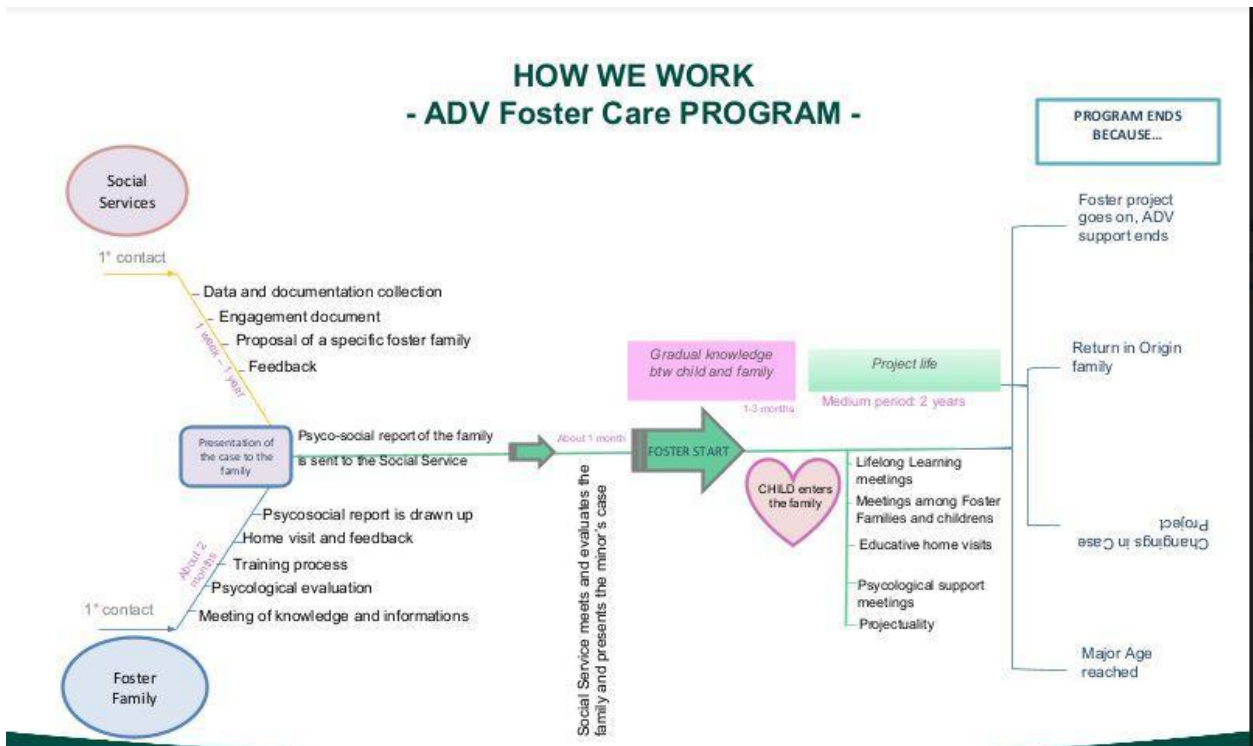 HOW WE WORK
- ADV Foster Care PROGRAM -
PROGRAM ENDS
BECAUSE...
Social
Services
1° contact
Data and documentation collection
Engagement document
Proposal of a specific foster family
Feedback
1 week – 1 year
Presentation of
the case to the
family
Psyco-social report of the family
is sent to the Social Service
Psycosocial report is drawn up
Home visit and feedback
Training process
Psycological evaluation
Meeting of knowledge and informations
About 2
months
1° contact
Foster
Family
About 1 month
Social Service meets and evaluates the
family and presents the minor's case
Gradual knowledge
btw child and family
1-3 months
FOSTER START
CHILD enters
the family
Project life
Medium period: 2 years
Lifelong Learning
meetings
Meetings among Foster
Families and childrens
Educative home visits
Psycological support
meetings
Projectuality
Foster project
goes on, ADV
support ends
Return in Origin
family
Changings in Case
Project
Major Age
reached